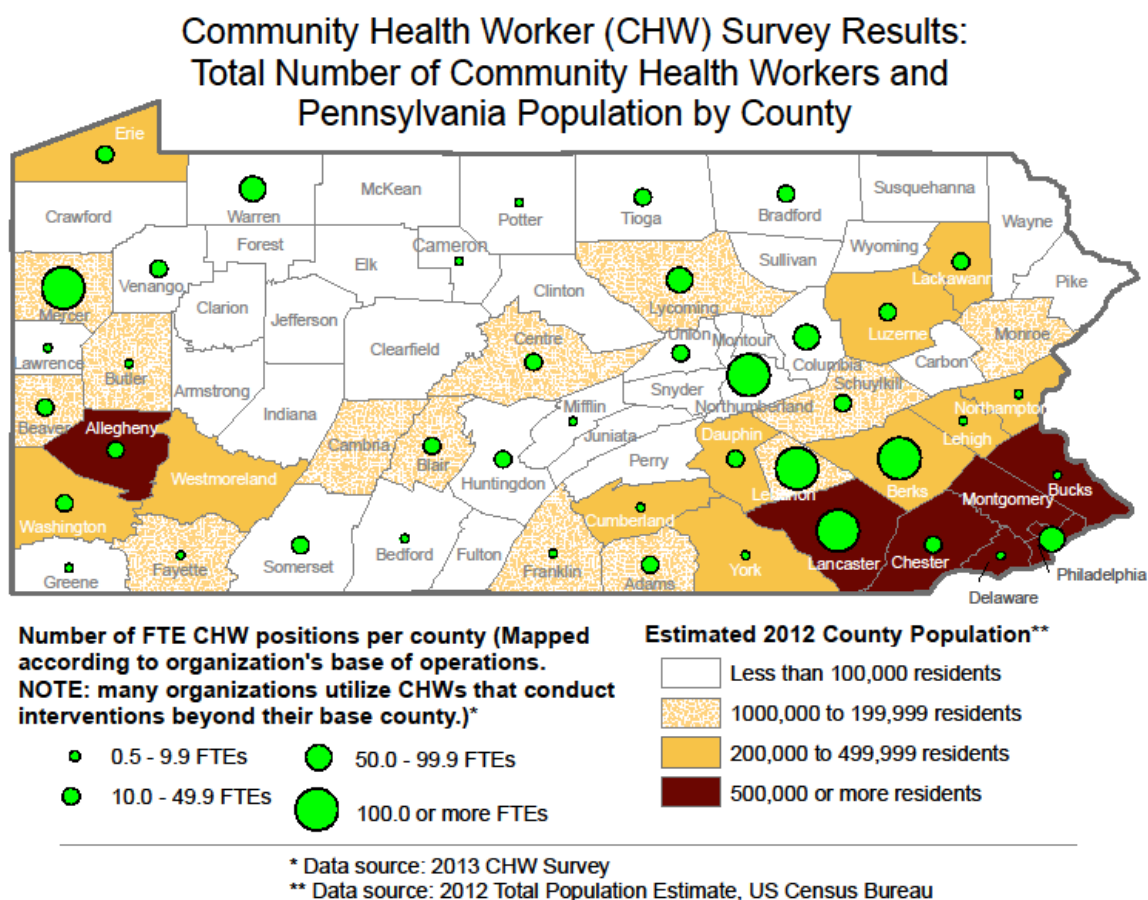 Community Health Worker (CHW) Survey Results:
Total Number of Community Health Workers and
Pennsylvania Population by County
Erie
Crawford
Warren
McKean
Potter
Tioga
Bradford
Susquehanna
Wayne
Forest
Cameron
Elk
Wyoming
Sullivan
Lackawann
Pike
Mercer
Venango
Clarion
Jefferson
Clinton
Lycoming
Luzerne
Monroe
Lawrence
Butler
Armstrong
Clearfield
Centre
Union
Montour
Columbia
Carbon
Beaver
Allegheny
Indiana
Snyder
Northumberland
Schuylkill
Northampton
Mifflin
Juniata
Lehigh
Cambria
Blair
Perry
Dauphin
Westmoreland
Huntingdon
Lebanon
Berks
Washington
Cumberland
Montgomery
Bucks
Greene
Fayette
Somerset
Bedford
Fulton
Franklin
Adams
York
Lancaster
Chester
Philadelphia
Delaware
Number of FTE CHW positions per county (Mapped
according to organization's base of operations.
NOTE: many organizations utilize CHWs that conduct
interventions beyond their base county.)*
0.5 - 9.9 FTEs
10.0 - 49.9 FTEs
50.0 - 99.9 FTEs
100.0 or more FTEs
Estimated 2012 County Population**
Less than 100,000 residents
1000,000 to 199,999 residents
200,000 to 499,999 residents
500,000 or more residents
* Data source: 2013 CHW Survey
** Data source: 2012 Total Population Estimate, US Census Bureau